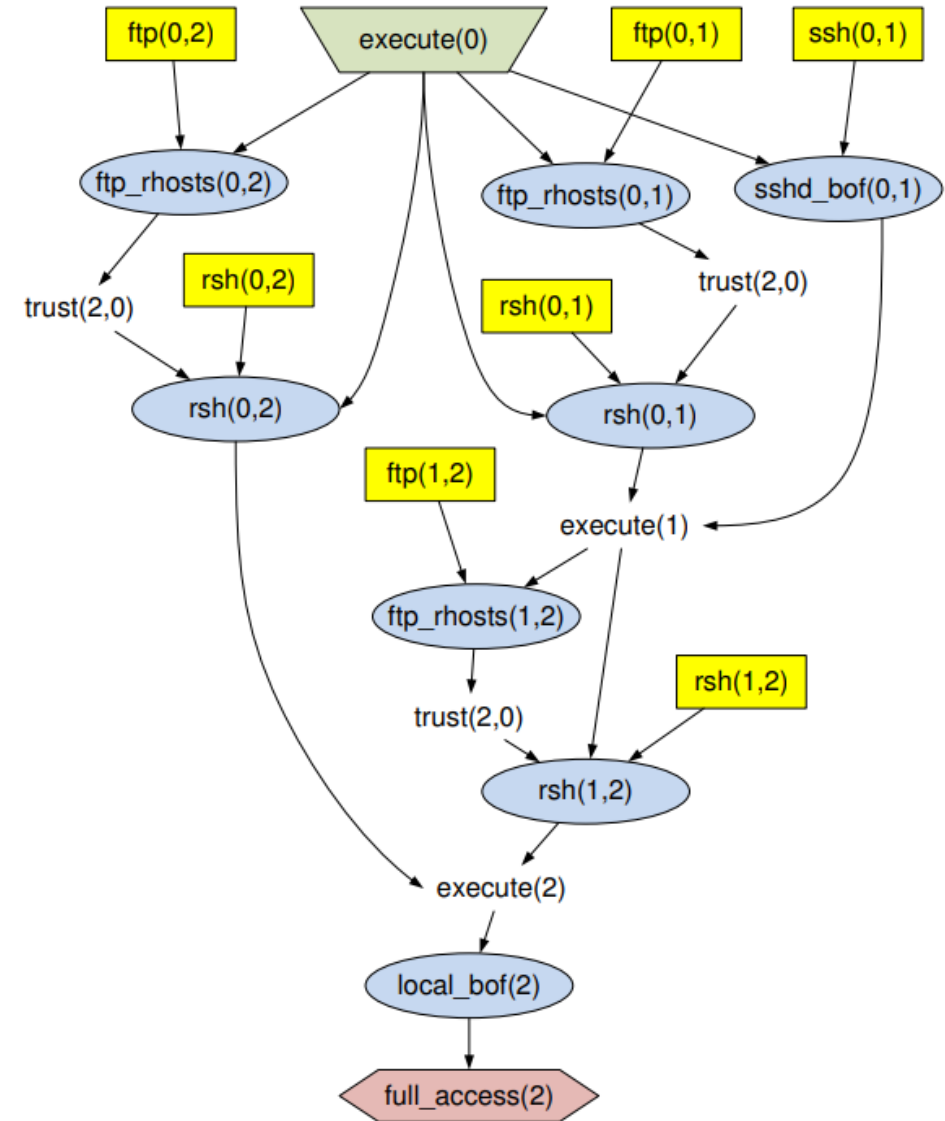 ftp(0,2)
execute(0)
ftp(0,1)
ssh(0,1)
ftp_rhosts(0,2)
ftp_rhosts(0,1)
sshd_bof(0,1)
trust(2,0)
rsh(0,2)
rsh(0,1)
trust(2,0)
rsh(0,2)
rsh(0,1)
ftp(1,2)
execute(1)
ftp_rhosts(1,2)
trust(2,0)
rsh(1,2)
rsh(1,2)
execute(2)
local_bof(2)
full_access(2)